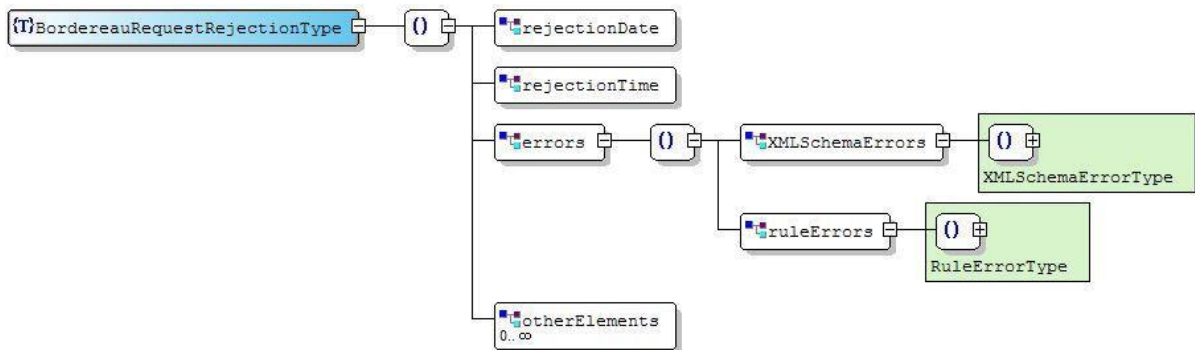 {T}BordereauRequestRejectionType
()
rejectionDate
rejectionTime
errors
()
XMLSchemaErrors
()
XMLSchemaErrorType
ruleErrors
()
RuleErrorType
otherElements
0..∞